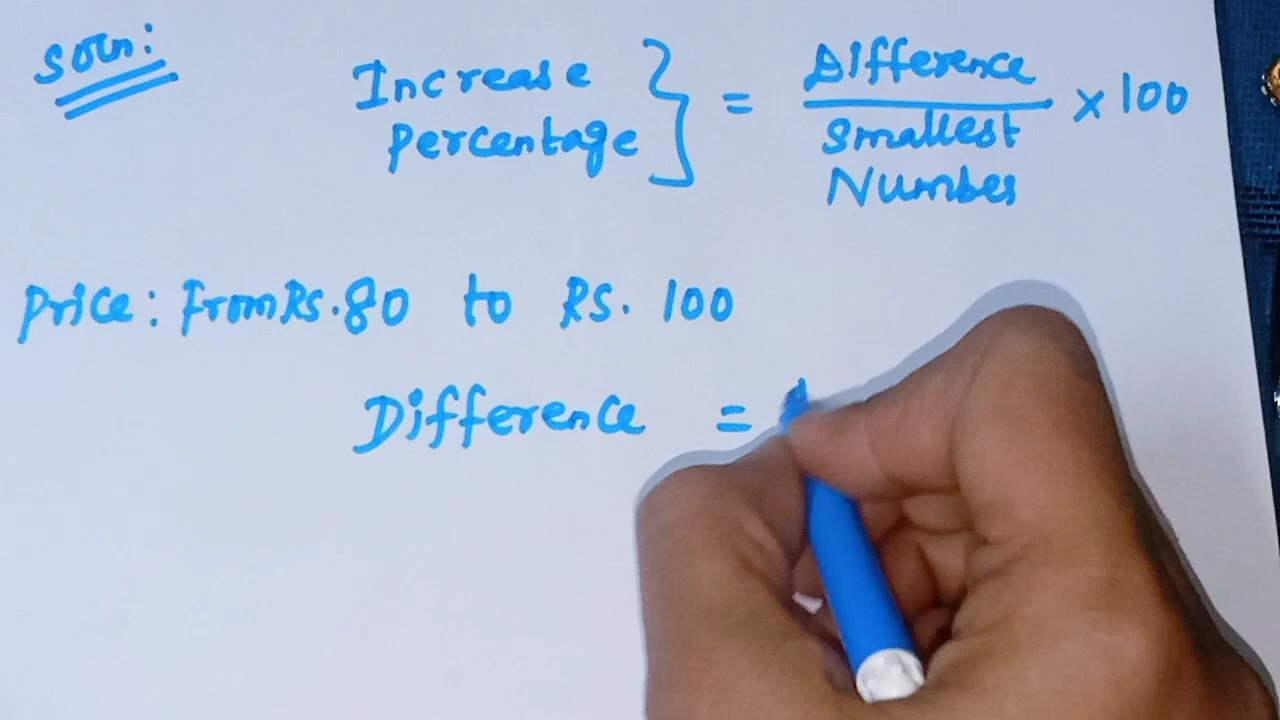 Soln:
Increase Percentage } = Difference / Smallest Number × 100
Price: From Rs. 80 to Rs. 100
Difference =